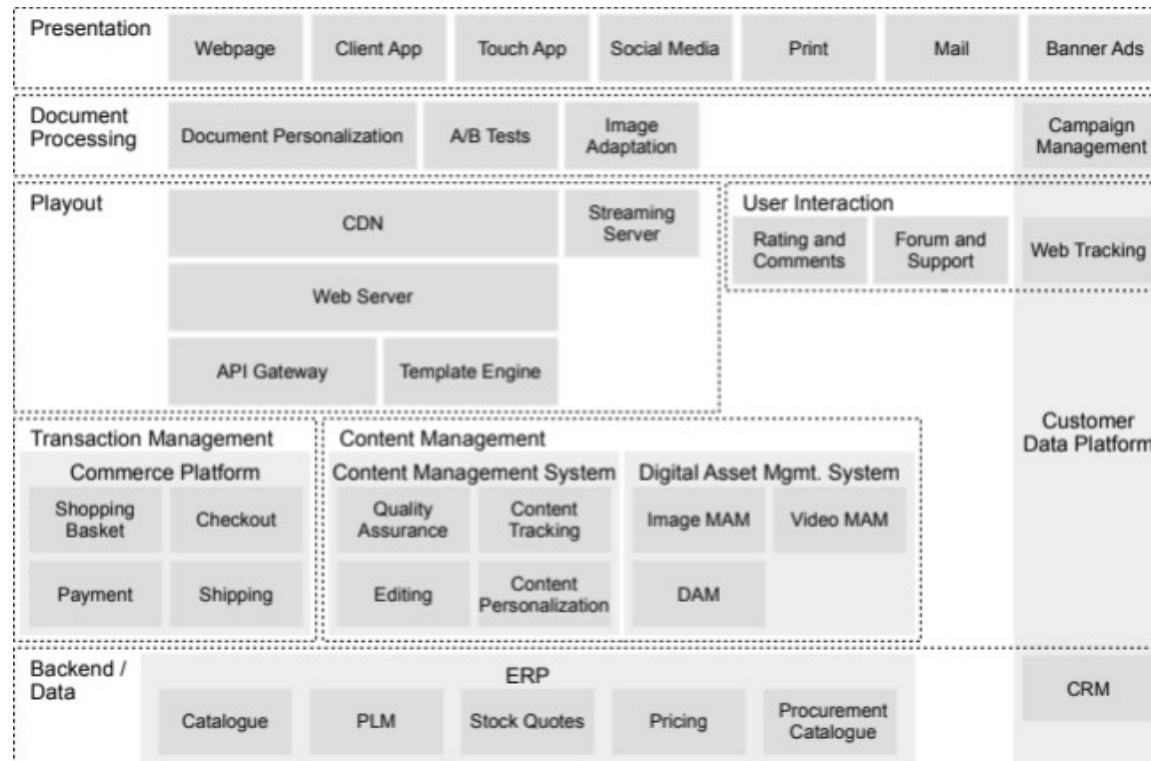 Presentation
Webpage
Client App
Touch App
Social Media
Print
Mail
Banner Ads
Document
Processing
Document Personalization
A/B Tests
Image
Adaptation
Campaign
Management
Playout
CDN
Streaming
Server
Web Server
API Gateway
Template Engine
User Interaction
Rating and
Comments
Forum and
Support
Web Tracking
Customer
Data Platform
Transaction Management
Commerce Platform
Shopping
Basket
Checkout
Payment
Shipping
Content Management
Content Management System
Quality
Assurance
Content
Tracking
Editing
Content
Personalization
Digital Asset Mgmt. System
Image MAM
Video MAM
DAM
Backend /
Data
ERP
Catalogue
PLM
Stock Quotes
Pricing
Procurement
Catalogue
CRM